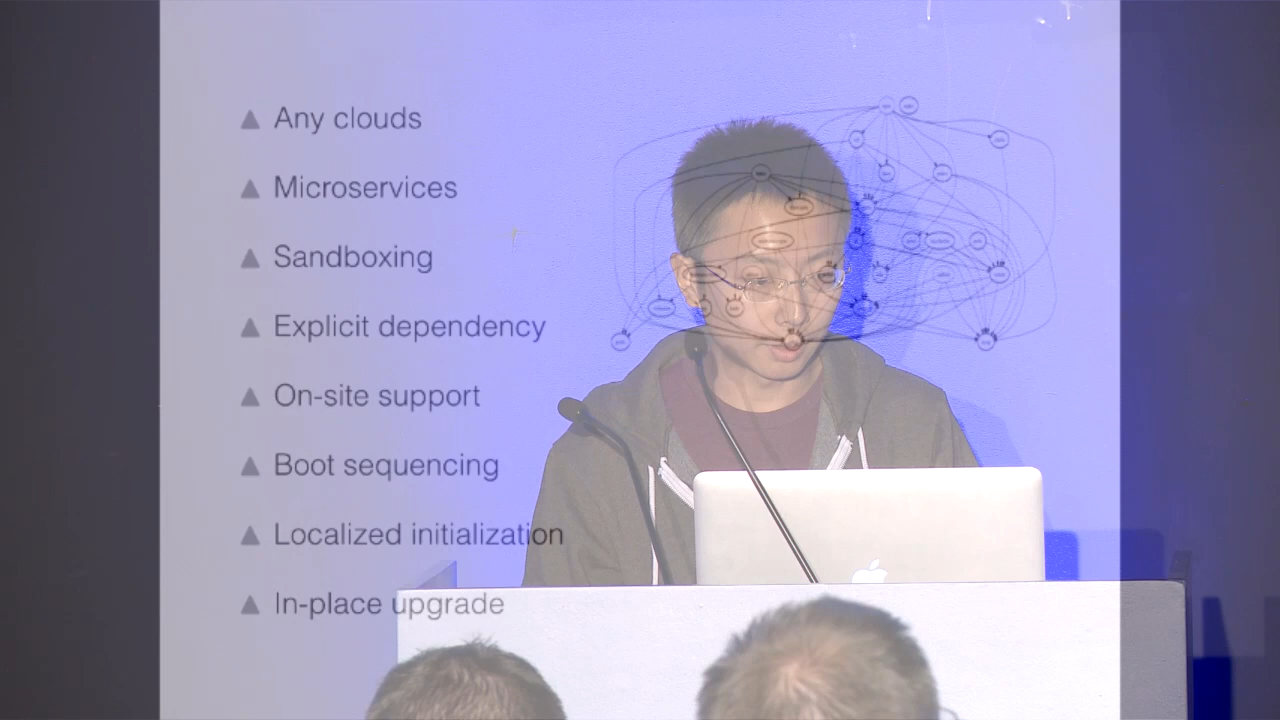 Any clouds
Microservices
Sandboxing
Explicit dependency
On-site support
Boot sequencing
Localized initialization
In-place upgrade